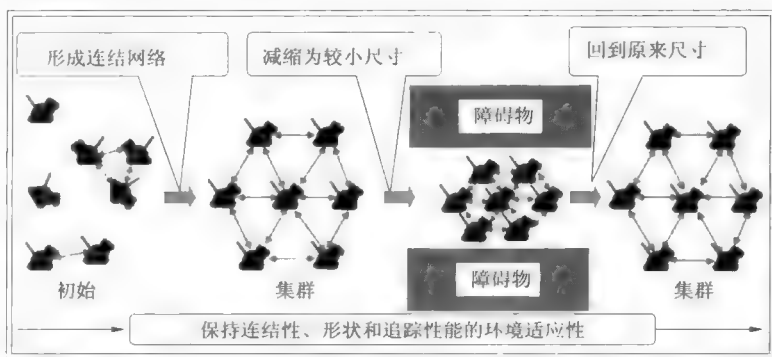 形成连结网络
减缩为较小尺寸
回到原来尺寸
障碍物
障碍物
初始
集群
集群
保持连结性、形状和追踪性能的环境适应性